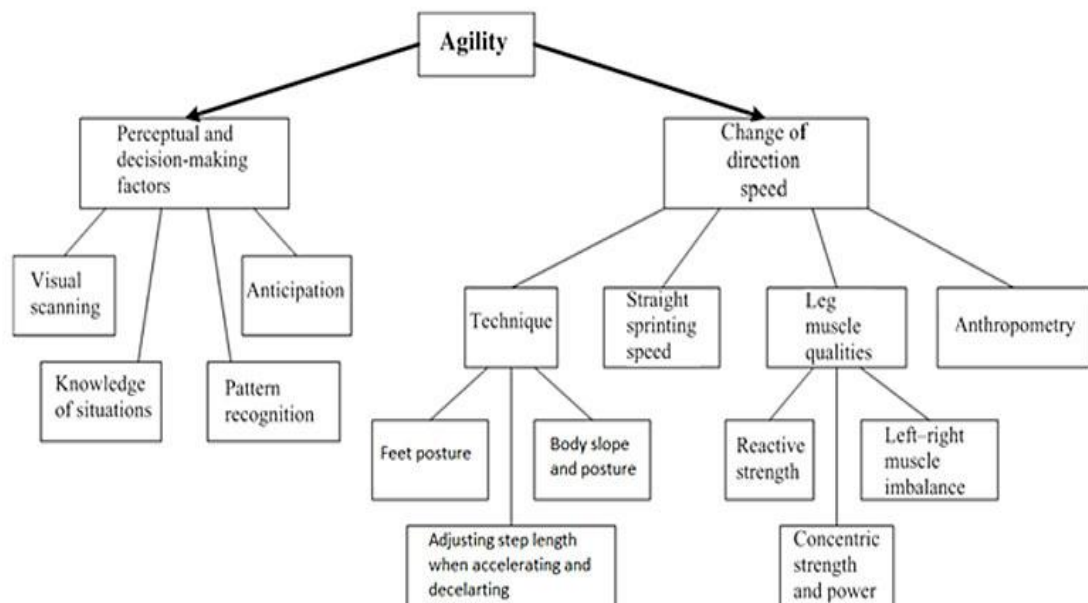 Agility
Perceptual and
decision-making
factors
Change of
direction
speed
Visual
scanning
Anticipation
Knowledge
of situations
Pattern
recognition
Technique
Straight
sprinting
speed
Leg
muscle
qualities
Anthropometry
Feet posture
Body slope
and posture
Adjusting step length
when accelerating and
decelarting
Reactive
strength
Left–right
muscle
imbalance
Concentric
strength
and power